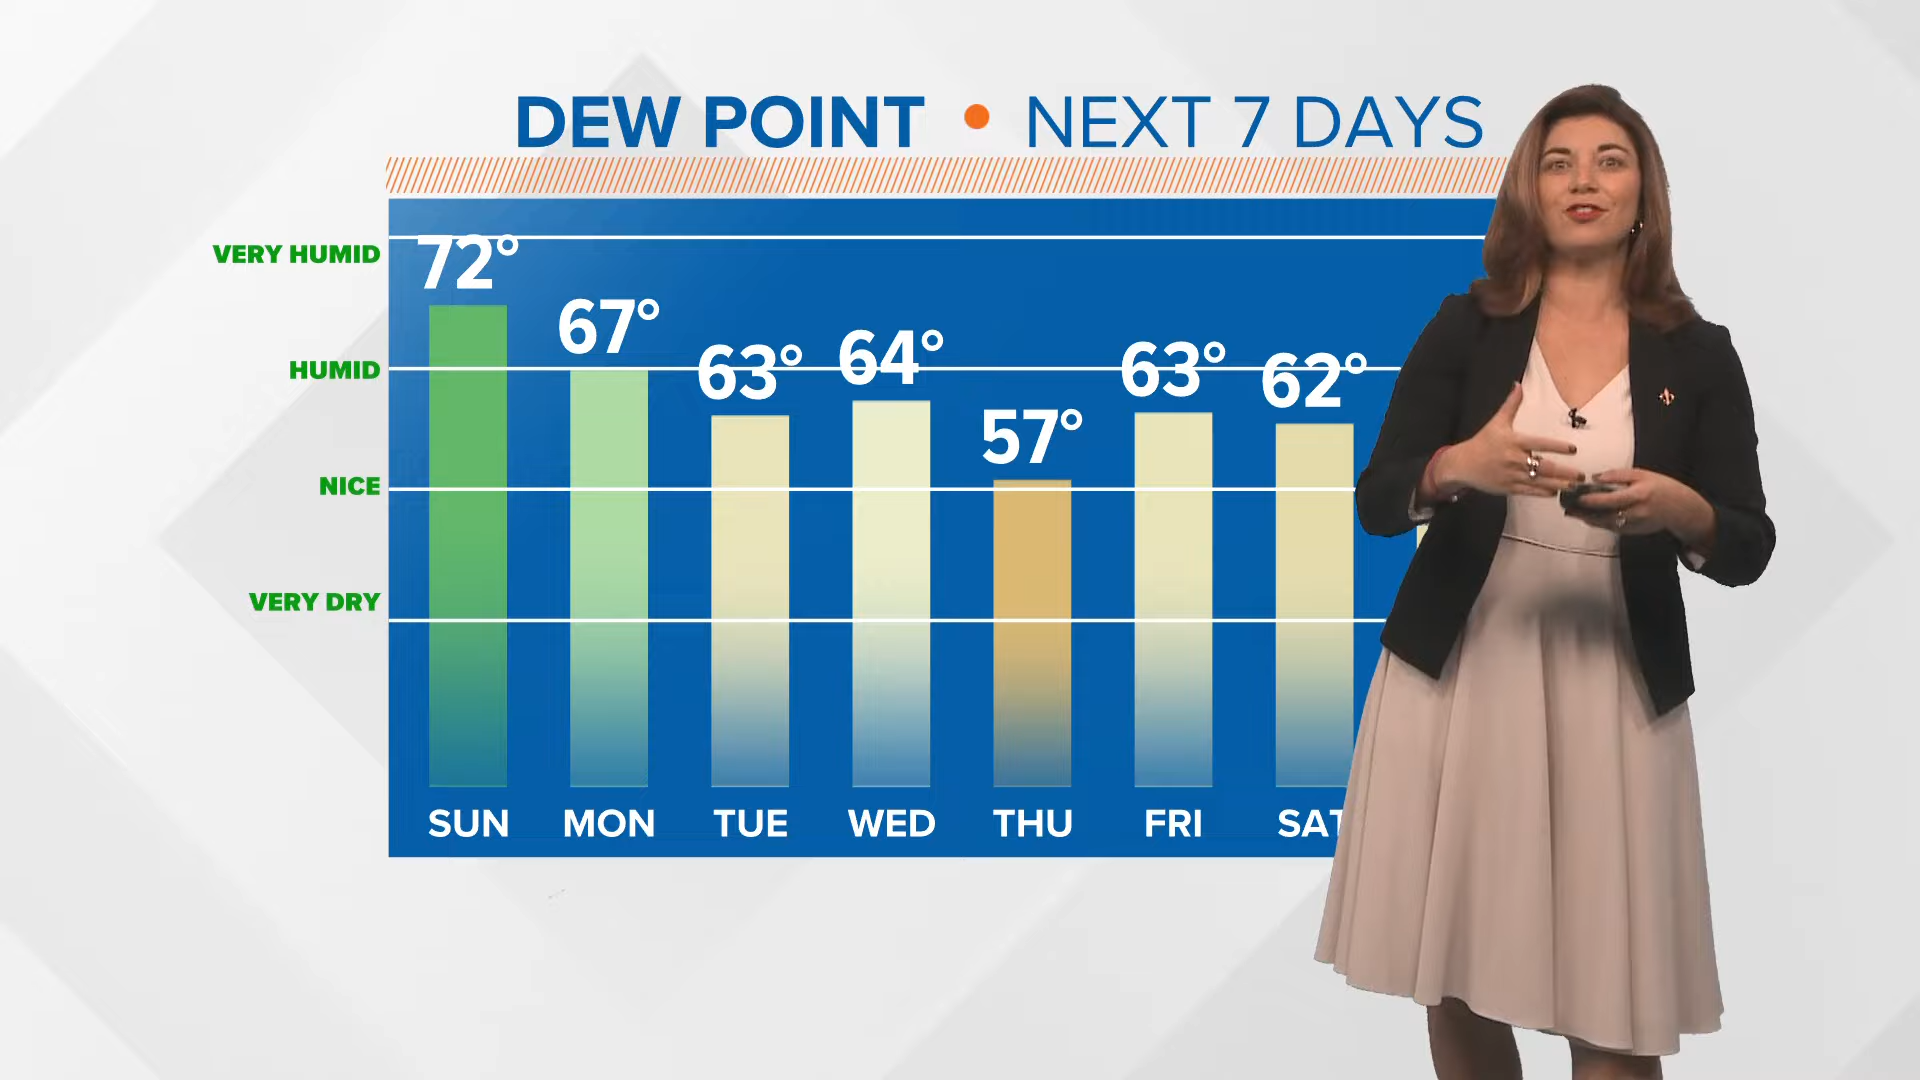 DEW POINT • NEXT 7 DAYS
VERY HUMID
HUMID
NICE
VERY DRY
72° 67° 63° 64° 57° 63° 62°
SUN MON TUE WED THU FRI SAT